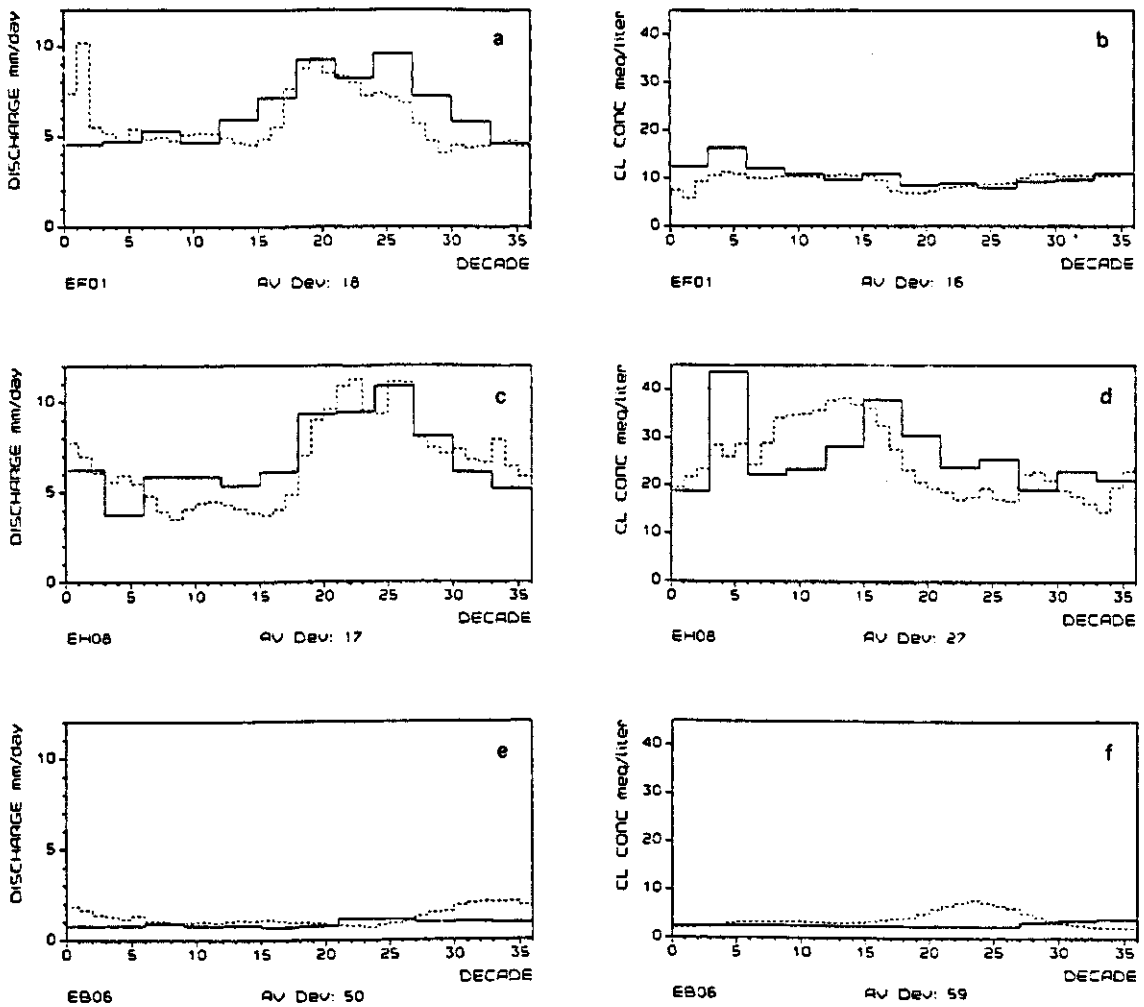 DISCHARGE mm/day
a
10
5
0
0 5 10 15 20 25 30 35
DECADE
EF01 Av Dev: 18
CL CONC meq/liter
b
40
30
20
10
0
0 5 10 15 20 25 30 35
DECADE
EF01 Av Dev: 16
DISCHARGE mm/day
c
10
5
0
0 5 10 15 20 25 30 35
DECADE
EH08 Av Dev: 17
CL CONC meq/liter
d
40
30
20
10
0
0 5 10 15 20 25 30 35
DECADE
EH08 Av Dev: 27
DISCHARGE mm/day
e
10
5
0
0 5 10 15 20 25 30 35
DECADE
EB06 Av Dev: 50
CL CONC meq/liter
f
40
30
20
10
0
0 5 10 15 20 25 30 35
DECADE
EB06 Av Dev: 59